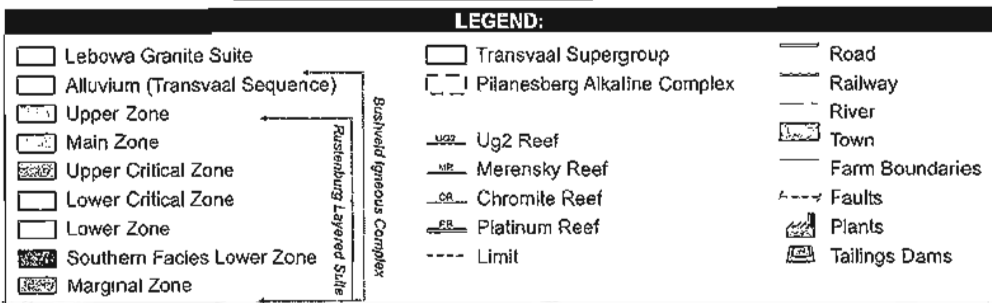 LEGEND:
Lebowa Granite Suite
Alluvium (Transvaal Sequence)
Upper Zone
Main Zone
Upper Critical Zone
Lower Critical Zone
Lower Zone
Southern Facies Lower Zone
Marginal Zone
Rustenburg Layered Suite
Bushveld Igneous Complex
Transvaal Supergroup
Pilanesberg Alkaline Complex
UG2 Ug2 Reef
MR Merensky Reef
CR Chromite Reef
PR Platinum Reef
Limit
Road
Railway
River
Town
Farm Boundaries
Faults
Plants
Tailings Dams